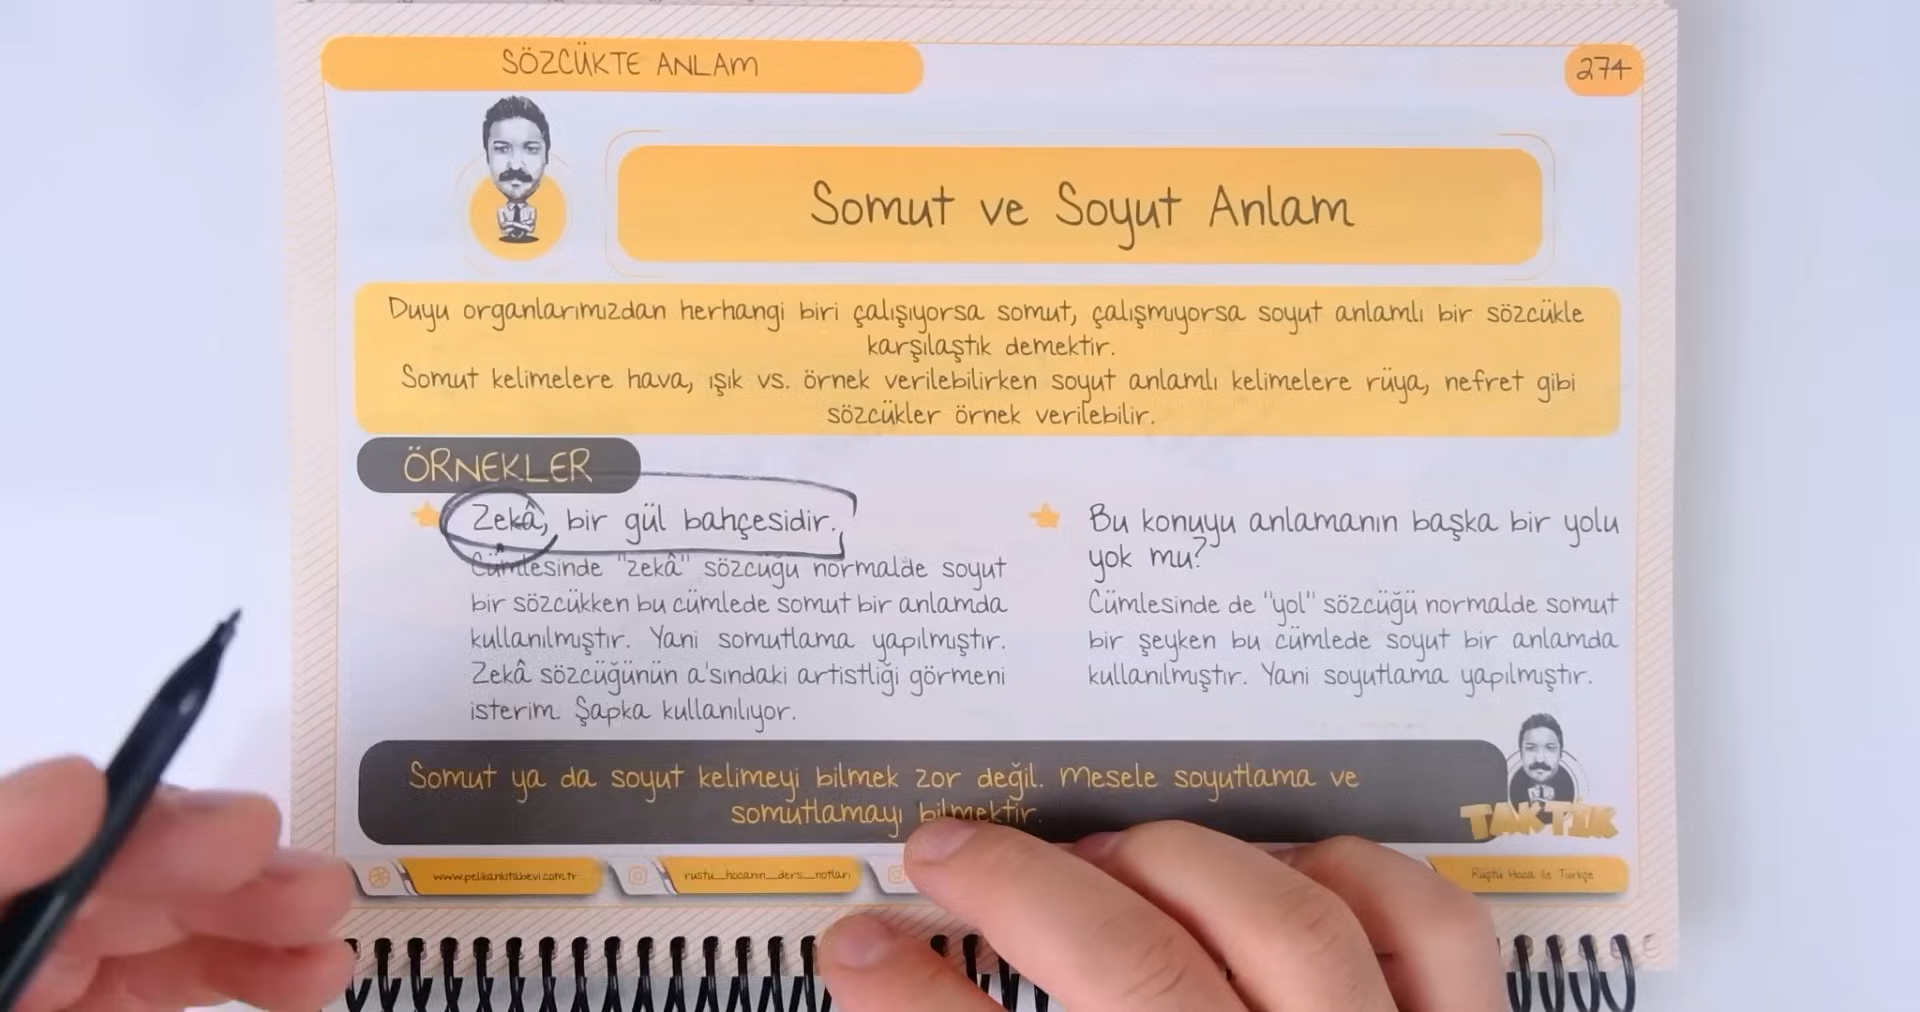 SÖZCÜKTE ANLAM
274
Somut ve Soyut Anlam
Duyu organlarımızdan herhangi biri çalışıyorsa somut, çalışmıyorsa soyut anlamlı bir sözcükle
karşılaştık demektir.
Somut kelimelere hava, ışık vs. örnek verilebilirken soyut anlamlı kelimelere rüya, nefret gibi
sözcükler örnek verilebilir.
ÖRNEKLER
Zekâ, bir gül bahçesidir.
Cümlesinde "zekâ" sözcüğü normalde soyut
bir sözcükken bu cümlede somut bir anlamda
kullanılmıştır. Yani somutlama yapılmıştır.
Zekâ sözcüğünün a'sındaki artistliği görmeni
isterim. Şapka kullanılıyor.
Bu konuyu anlamanın başka bir yolu
yok mu?
Cümlesinde de "yol" sözcüğü normalde somut
bir şeyken bu cümlede soyut bir anlamda
kullanılmıştır. Yani soyutlama yapılmıştır.
Somut ya da soyut kelimeyi bilmek zor değil. Mesele soyutlama ve
somutlamayı bilmektir.
TAKTİK
www.pelikankitabevi.com.tr
rustu_hocanin_ders_notlari
Rüştü Hoca ile Türkçe